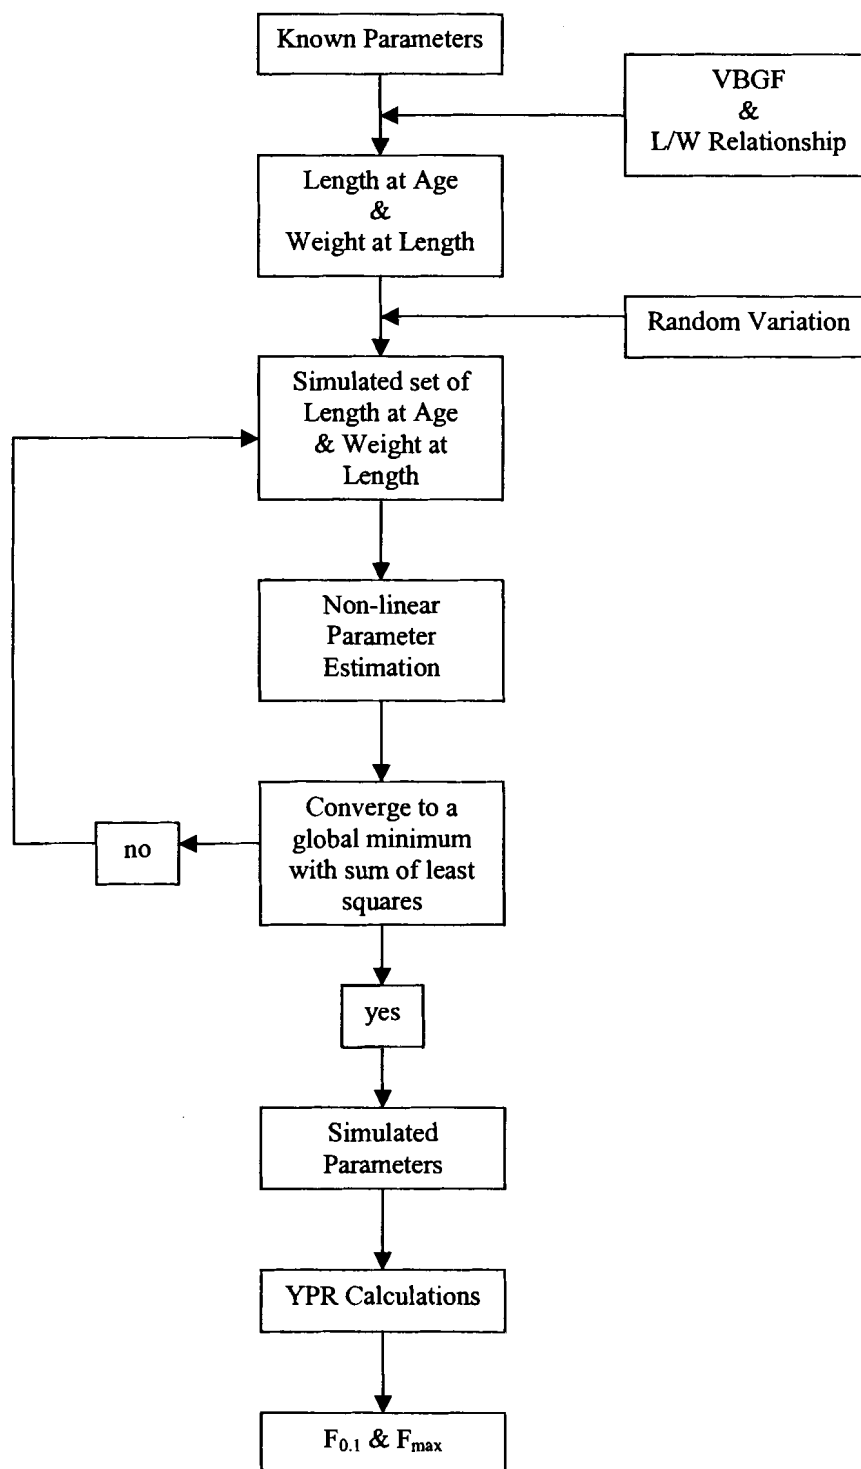 Known Parameters
VBGF
&
L/W Relationship
Length at Age
&
Weight at Length
Random Variation
Simulated set of
Length at Age
& Weight at
Length
Non-linear
Parameter
Estimation
Converge to a
global minimum
with sum of least
squares
no
yes
Simulated
Parameters
YPR Calculations
F0.1 & Fmax